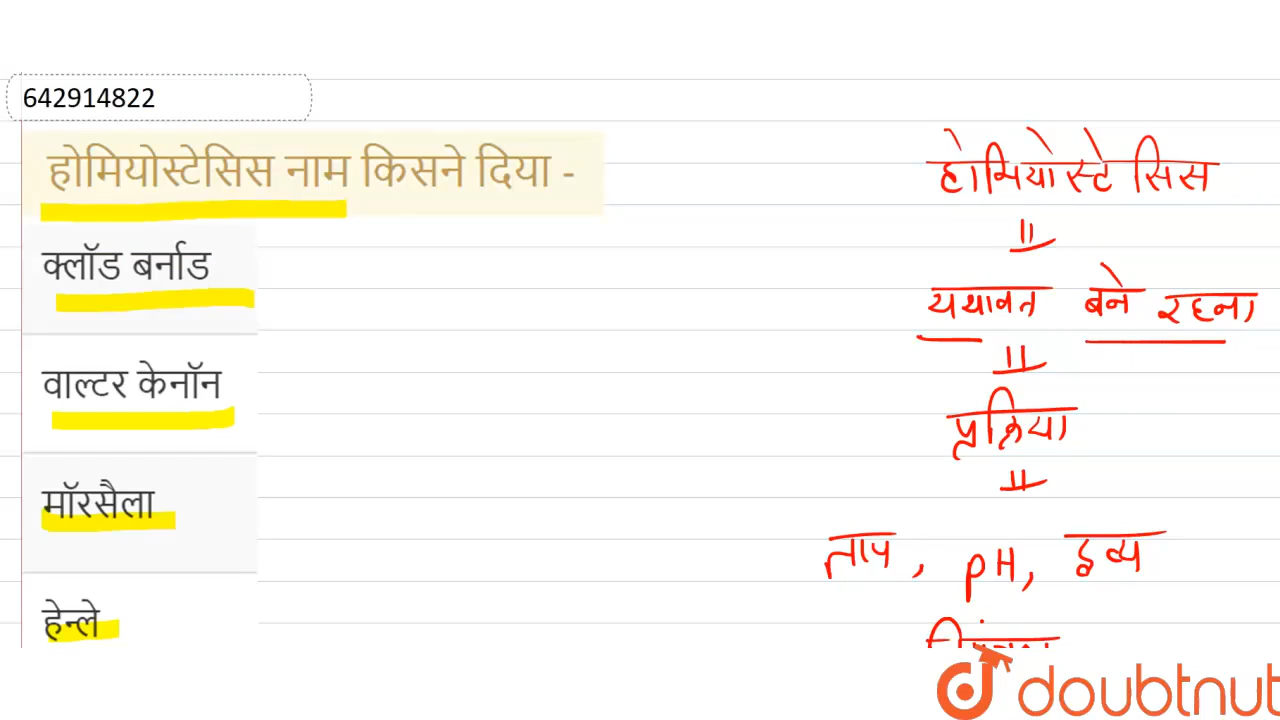 642914822
होमियोस्टेसिस नाम किसने दिया -
क्लॉड बर्नाड
वाल्टर केनॉन
मॉरसैला
हेन्ले
होमियोस्टेसिस
यथावत बने रहना
प्रक्रिया
ताप, pH, द्रव्य
doubtnut